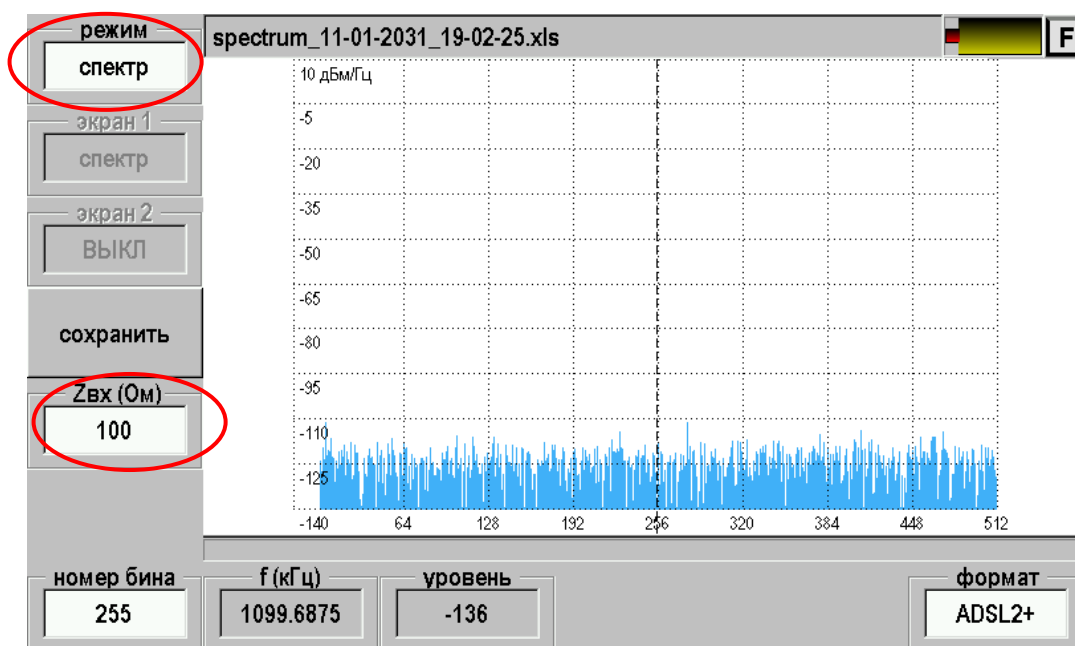 режим
спектр
spectrum_11-01-2031_19-02-25.xls
F
экран 1
спектр
экран 2
ВЫКЛ
сохранить
Zвх (Ом)
100
10 дБм/Гц
-5
-20
-35
-50
-65
-80
-95
-110
-125
-140 64 128 192 256 320 384 448 512
номер бина
255
f (кГц)
1099.6875
уровень
-136
формат
ADSL2+